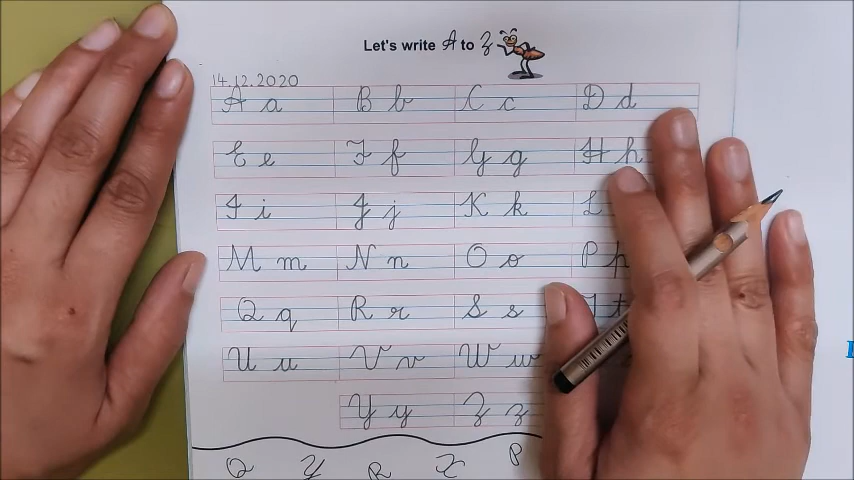 Let's write A to Z
14.12.2020
A a B b C c D d
E e F f G g H h
I i J j K k L
M m N n O o P p
Q q R r S s T t
U u V v W w
Y y Z z
Q Y R X P